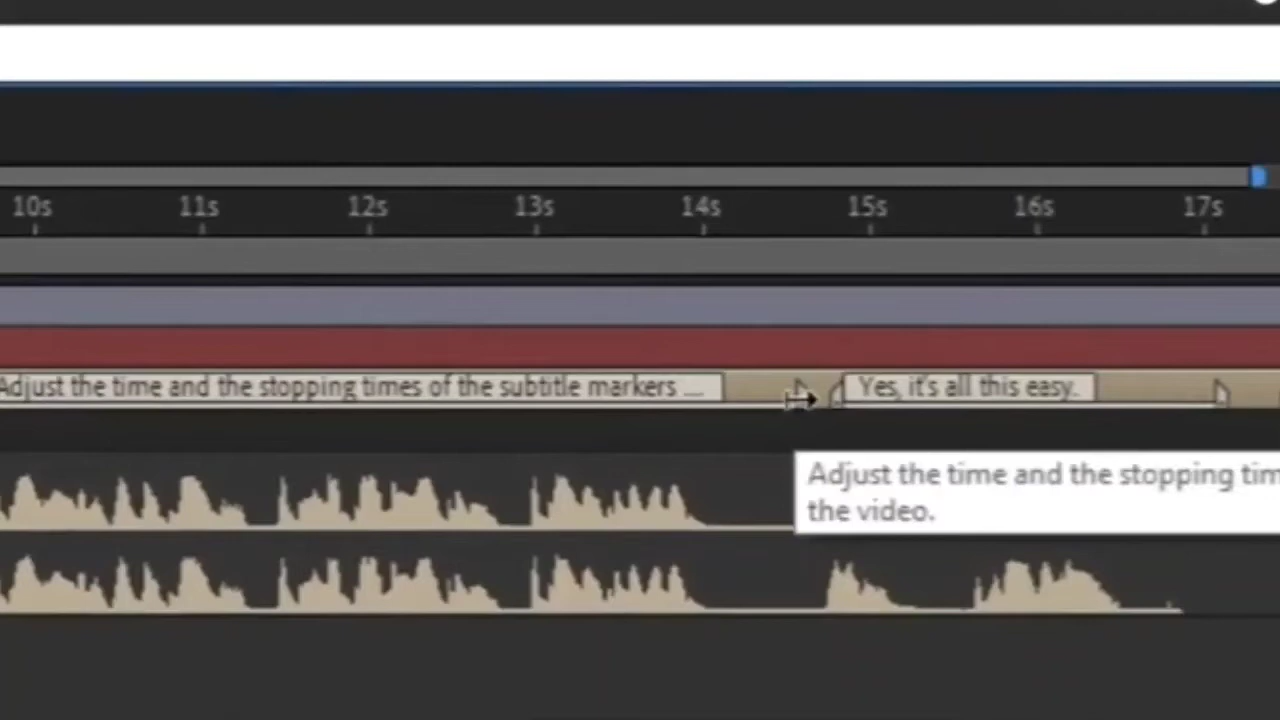 10s 11s 12s 13s 14s 15s 16s 17s
Adjust the time and the stopping times of the subtitle markers ... Yes, it's all this easy.
Adjust the time and the stopping tim
the video.